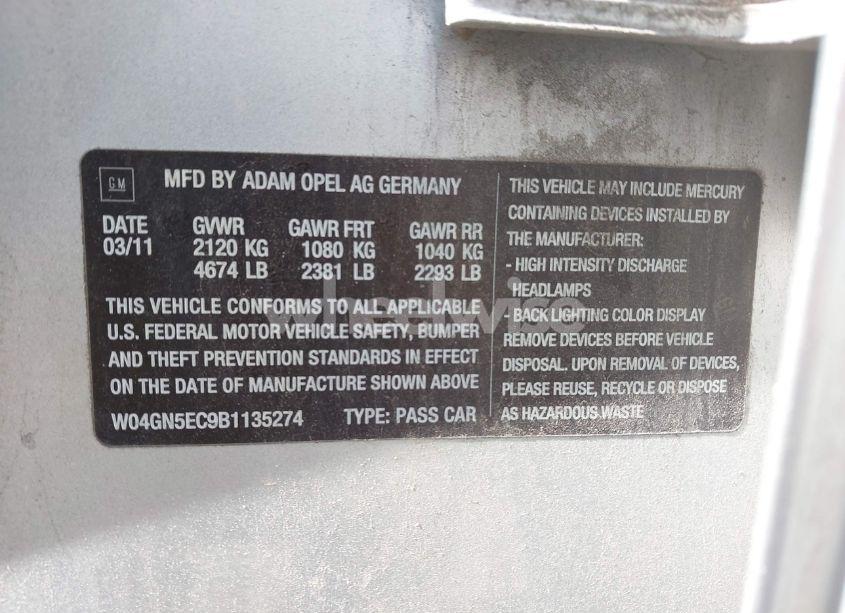 GM
MFD BY ADAM OPEL AG GERMANY
DATE GVWR GAWR FRT GAWR RR
03/11 2120 KG 1080 KG 1040 KG
4674 LB 2381 LB 2293 LB
THIS VEHICLE CONFORMS TO ALL APPLICABLE
U.S. FEDERAL MOTOR VEHICLE SAFETY, BUMPER
AND THEFT PREVENTION STANDARDS IN EFFECT
ON THE DATE OF MANUFACTURE SHOWN ABOVE
W04GN5EC9B1135274 TYPE: PASS CAR
THIS VEHICLE MAY INCLUDE MERCURY
CONTAINING DEVICES INSTALLED BY
THE MANUFACTURER:
- HIGH INTENSITY DISCHARGE
HEADLAMPS
- BACK LIGHTING COLOR DISPLAY
REMOVE DEVICES BEFORE VEHICLE
DISPOSAL. UPON REMOVAL OF DEVICES,
PLEASE REUSE, RECYCLE OR DISPOSE
AS HAZARDOUS WASTE